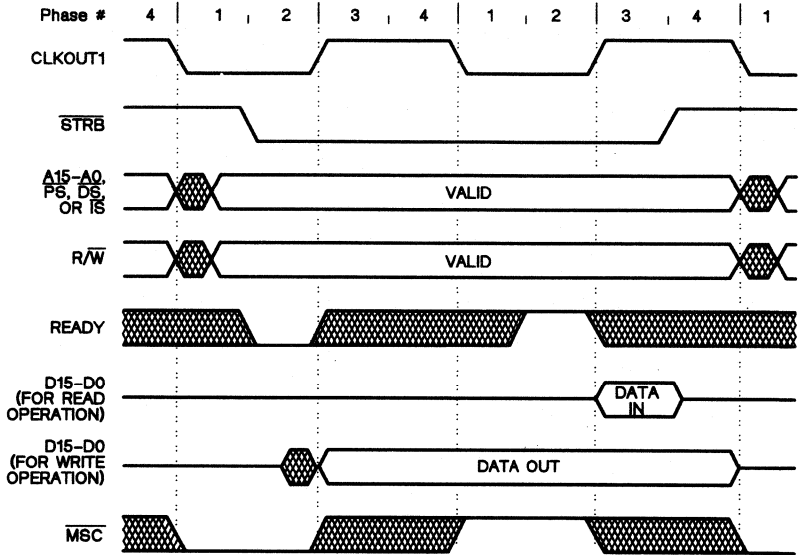 Phase # 4 | 1 | 2 | 3 | 4 | 1 | 2 | 3 | 4 | 1
CLKOUT1
STRB
A15-A0,
PS, DS,
OR IS
VALID
R/W
VALID
READY
D15-D0
(FOR READ
OPERATION)
DATA
IN
D15-D0
(FOR WRITE
OPERATION)
DATA OUT
MSC